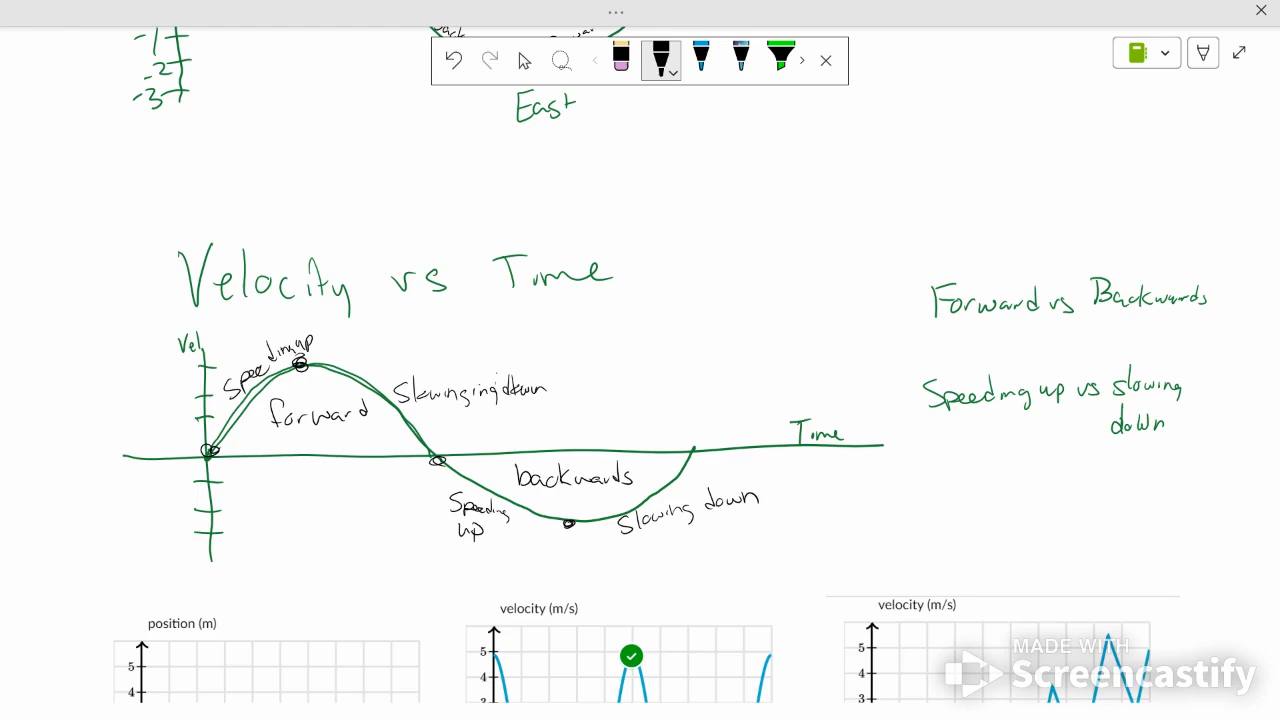 -1
-2
-3
East
Velocity vs Time
Forward vs Backwards
Vel
Speeding up
Slowinging down
forward
Speeding up vs slowing
down
Time
backwards
Speeding
up
Slowing down
position (m)
5
4
velocity (m/s)
5
4
3
velocity (m/s)
5
4
3
MADE WITH
Screencastify